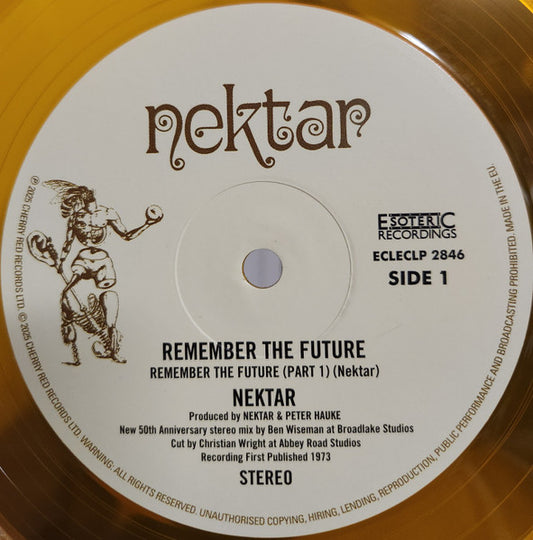 nektar
ESOTERIC
RECORDINGS
ECLECLP 2846
SIDE 1
REMEMBER THE FUTURE
REMEMBER THE FUTURE (PART 1) (Nektar)
NEKTAR
Produced by NEKTAR & PETER HAUKE
New 50th Anniversary stereo mix by Ben Wiseman at Broadlake Studios
Cut by Christian Wright at Abbey Road Studios
Recording First Published 1973
STEREO
℗ 2025 CHERRY RED RECORDS LTD. © 2025 CHERRY RED RECORDS LTD. WARNING. ALL RIGHTS RESERVED. UNAUTHORISED COPYING, HIRING, LENDING, REPRODUCTION, PUBLIC PERFORMANCE AND BROADCASTING PROHIBITED. MADE IN THE EU.